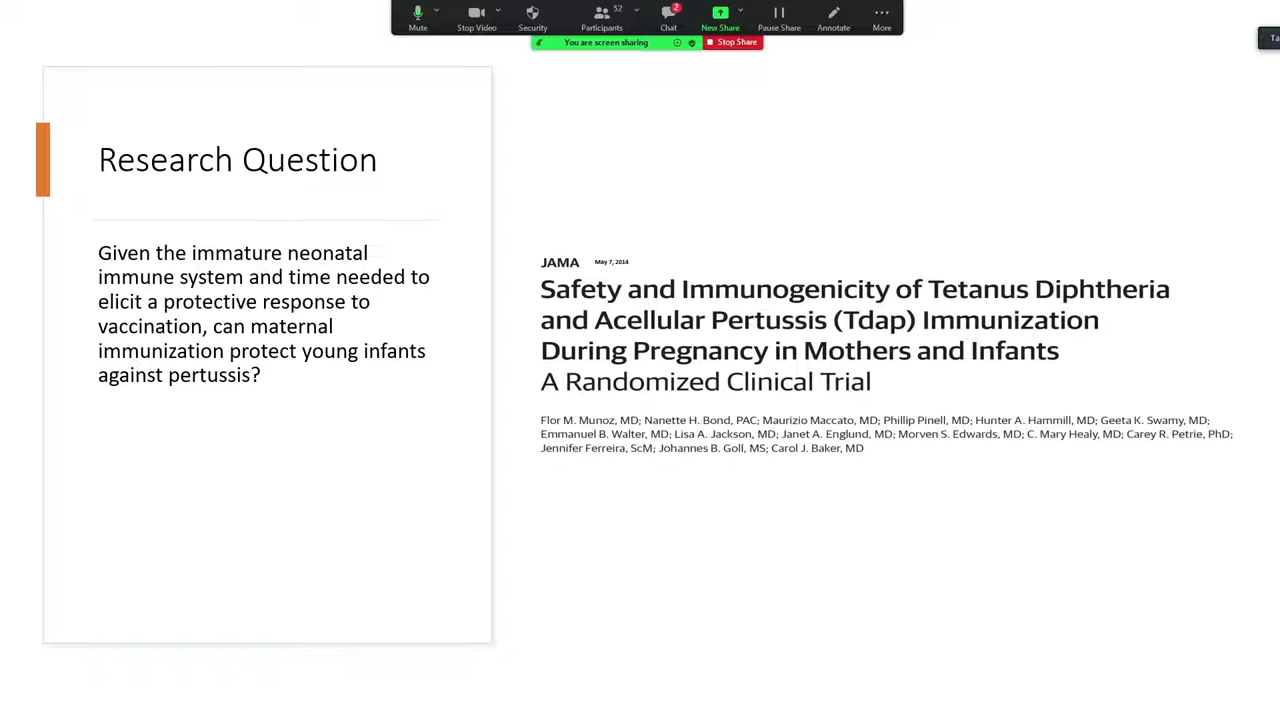 52
2
Mute
Stop Video
Security
Participants
Chat
New Share
Pause Share
Annotate
More
You are screen sharing
Stop Share
Ta
Research Question
Given the immature neonatal
immune system and time needed to
elicit a protective response to
vaccination, can maternal
immunization protect young infants
against pertussis?
JAMA May 7, 2014
Safety and Immunogenicity of Tetanus Diphtheria
and Acellular Pertussis (Tdap) Immunization
During Pregnancy in Mothers and Infants
A Randomized Clinical Trial
Flor M. Munoz, MD; Nanette H. Bond, PAC; Maurizio Maccato, MD; Phillip Pinell, MD; Hunter A. Hammill, MD; Geeta K. Swamy, MD;
Emmanuel B. Walter, MD; Lisa A. Jackson, MD; Janet A. Englund, MD; Morven S. Edwards, MD; C. Mary Healy, MD; Carey R. Petrie, PhD;
Jennifer Ferreira, ScM; Johannes B. Goll, MS; Carol J. Baker, MD